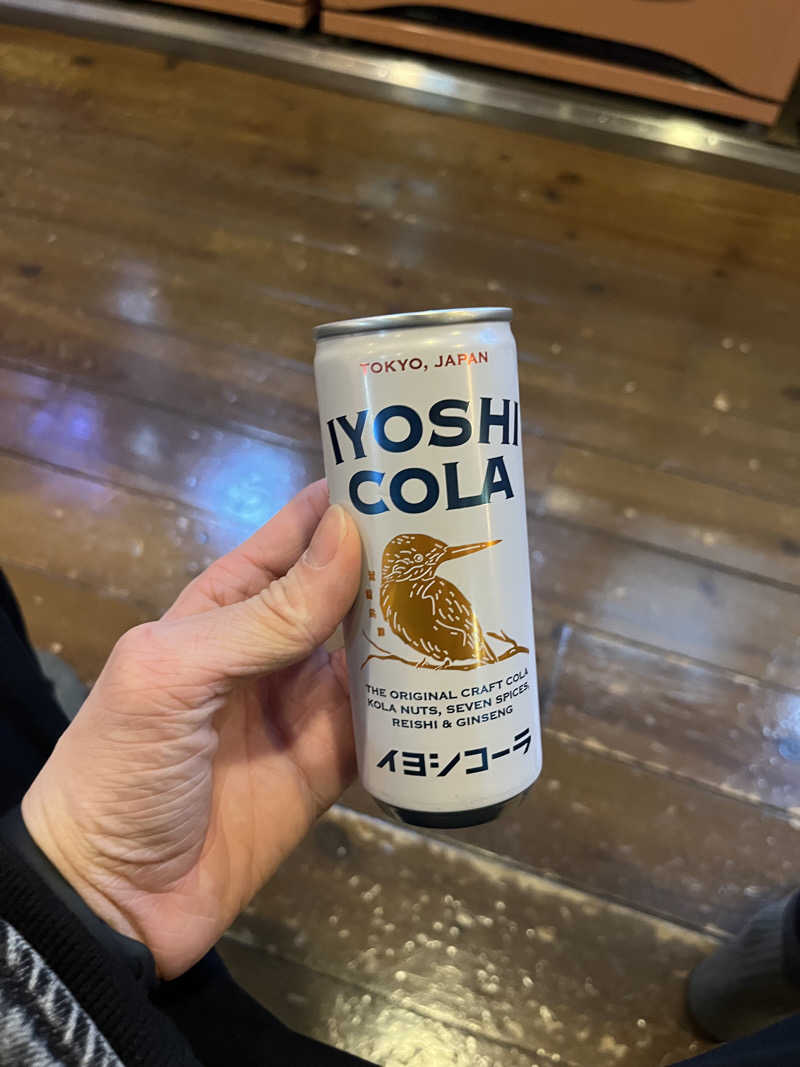 TOKYO, JAPAN
IYOSHI
COLA
THE ORIGINAL CRAFT COLA
KOLA NUTS, SEVEN SPICES,
REISHI & GINSENG
イヨシコーラ